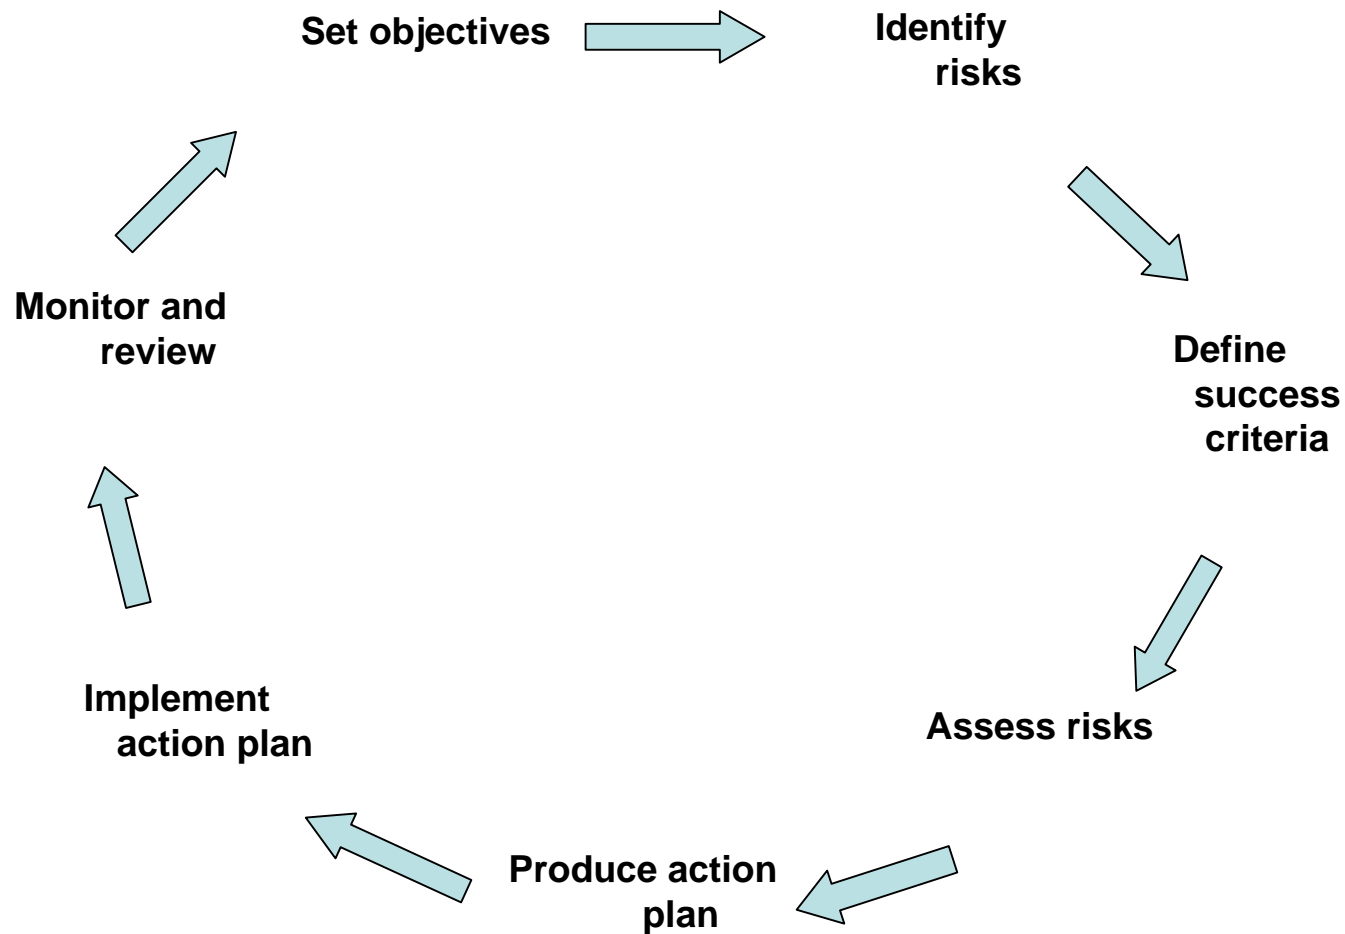 Set objectives
Identify
risks
Define
success
criteria
Assess risks
Produce action
plan
Implement
action plan
Monitor and
review